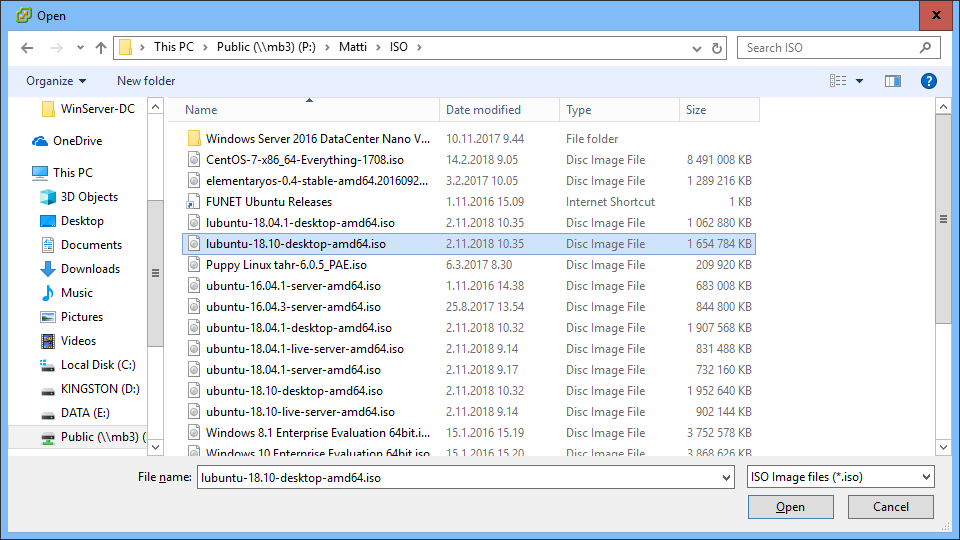 Open
This PC > Public (\\mb3) (P:) > Matti > ISO >
Search ISO
Organize
New folder
WinServer-DC
OneDrive
This PC
3D Objects
Desktop
Documents
Downloads
Music
Pictures
Videos
Local Disk (C:)
KINGSTON (D:)
DATA (E:)
Public (\\mb3) (
Name Date modified Type Size
Windows Server 2016 DataCenter Nano V... 10.11.2017 9.44 File folder
CentOS-7-x86_64-Everything-1708.iso 14.2.2018 9.05 Disc Image File 8 491 008 KB
elementaryos-0.4-stable-amd64.2016092... 3.2.2017 10.05 Disc Image File 1 289 216 KB
FUNET Ubuntu Releases 1.11.2016 15.09 Internet Shortcut 1 KB
lubuntu-18.04.1-desktop-amd64.iso 2.11.2018 10.35 Disc Image File 1 062 880 KB
lubuntu-18.10-desktop-amd64.iso 2.11.2018 10.35 Disc Image File 1 654 784 KB
Puppy Linux tahr-6.0.5_PAE.iso 6.3.2017 8.30 Disc Image File 209 920 KB
ubuntu-16.04.1-server-amd64.iso 1.11.2016 14.38 Disc Image File 683 008 KB
ubuntu-16.04.3-server-amd64.iso 25.8.2017 13.54 Disc Image File 844 800 KB
ubuntu-18.04.1-desktop-amd64.iso 2.11.2018 10.32 Disc Image File 1 907 568 KB
ubuntu-18.04.1-live-server-amd64.iso 2.11.2018 9.14 Disc Image File 831 488 KB
ubuntu-18.04.1-server-amd64.iso 2.11.2018 9.17 Disc Image File 732 160 KB
ubuntu-18.10-desktop-amd64.iso 2.11.2018 10.32 Disc Image File 1 952 640 KB
ubuntu-18.10-live-server-amd64.iso 2.11.2018 9.14 Disc Image File 902 144 KB
Windows 8.1 Enterprise Evaluation 64bit.i... 15.1.2016 15.19 Disc Image File 3 752 578 KB
Windows 10 Enterprise Evaluation 64bit.iso 15.1.2016 15.20 Disc Image File 3 868 626 KB
File name: lubuntu-18.10-desktop-amd64.iso
ISO Image files (*.iso)
Open
Cancel